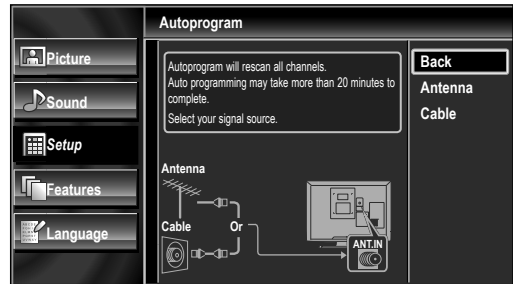 Autoprogram
Picture
Sound
Setup
Features
Language
Autoprogram will rescan all channels.
Auto programming may take more than 20 minutes to
complete.
Select your signal source.
Antenna
Cable
Or
ANT.IN
Back
Antenna
Cable